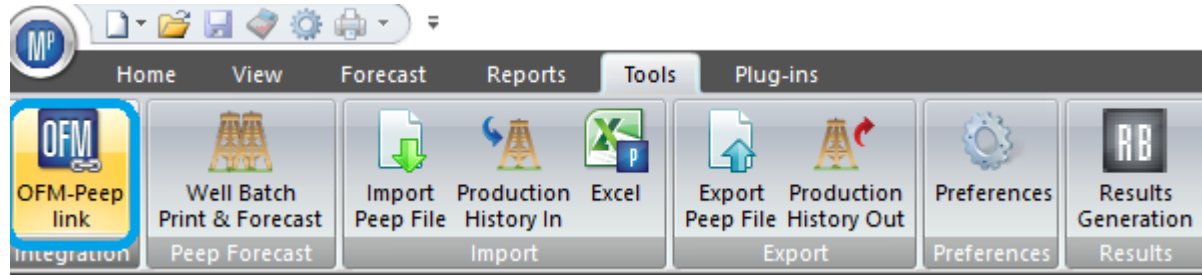 MP
Home View Forecast Reports Tools Plug-ins
OFM RB
OFM-Peep Well Batch Import Production Excel Export Production Preferences Results
link Print & Forecast Peep File History In Peep File History Out Generation
Integration Peep Forecast Import Export Preferences Results